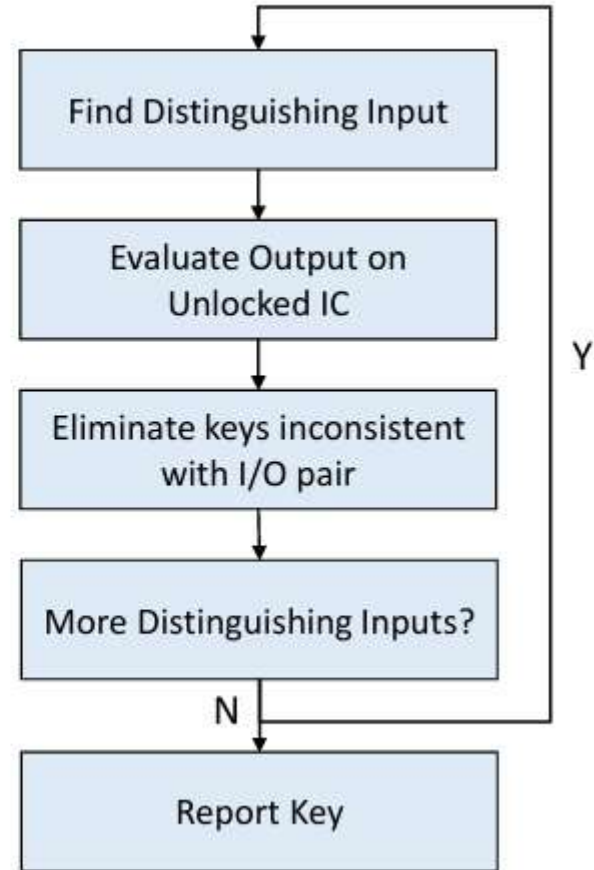 Find Distinguishing Input
Evaluate Output on
Unlocked IC
Eliminate keys inconsistent
with I/O pair
Y
More Distinguishing Inputs?
N
Report Key